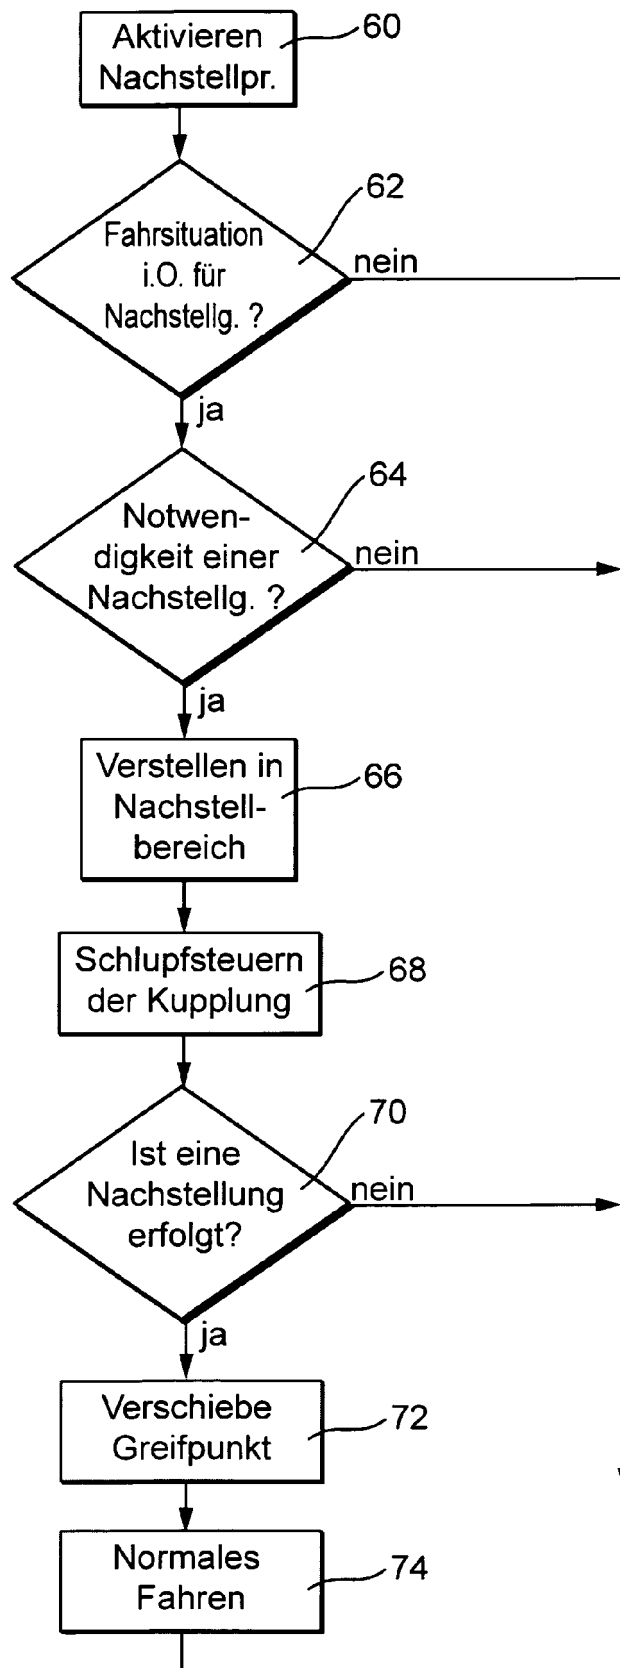 Aktivieren
Nachstellpr.
60
62
Fahrsituation
i.O. für
Nachstellg. ?
nein
ja
64
Notwen-
digkeit einer
Nachstellg. ?
nein
ja
Verstellen in
Nachstell-
bereich
66
Schlupfsteuern
der Kupplung
68
70
Ist eine
Nachstellung
erfolgt?
nein
ja
Verschiebe
Greifpunkt
72
Normales
Fahren
74